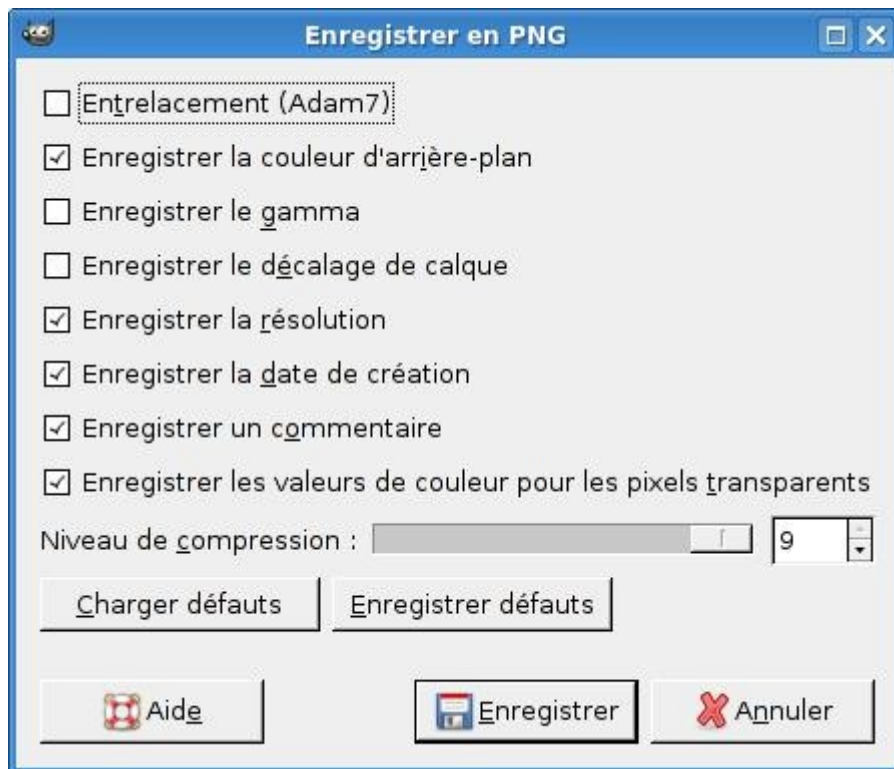 Enregistrer en PNG
Entrelacement (Adam7)
Enregistrer la couleur d'arrière-plan
Enregistrer le gamma
Enregistrer le décalage de calque
Enregistrer la résolution
Enregistrer la date de création
Enregistrer un commentaire
Enregistrer les valeurs de couleur pour les pixels transparents
Niveau de compression : 9
Charger défauts Enregistrer défauts
Aide Enregistrer Annuler